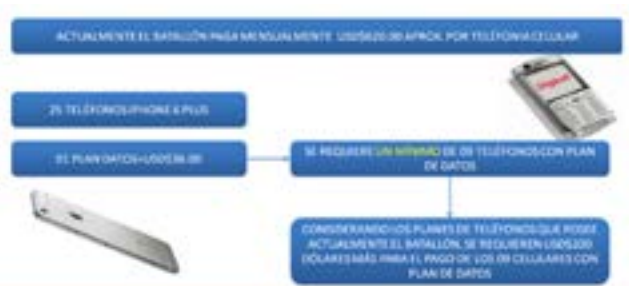 ACTUALMENTE EL BATALLÓN PAGA MENSUALMENTE USD$620.00 APROX. POR TELÉFONIA CELULAR
25 TELÉFONOS IPHONE 6 PLUS
01 PLAN DATOS=USD$36.00
SE REQUIERE UN MÍNIMO DE 09 TELÉFONOS CON PLAN
DE DATOS
CONSIDERANDO LOS PLANES DE TELÉFONOS QUE POSEE
ACTUALMENTE EL BATALLÓN, SE REQUIEREN USD$200
DÓLARES MÁS PARA EL PAGO DE LOS 09 CELULARES CON
PLAN DE DATOS